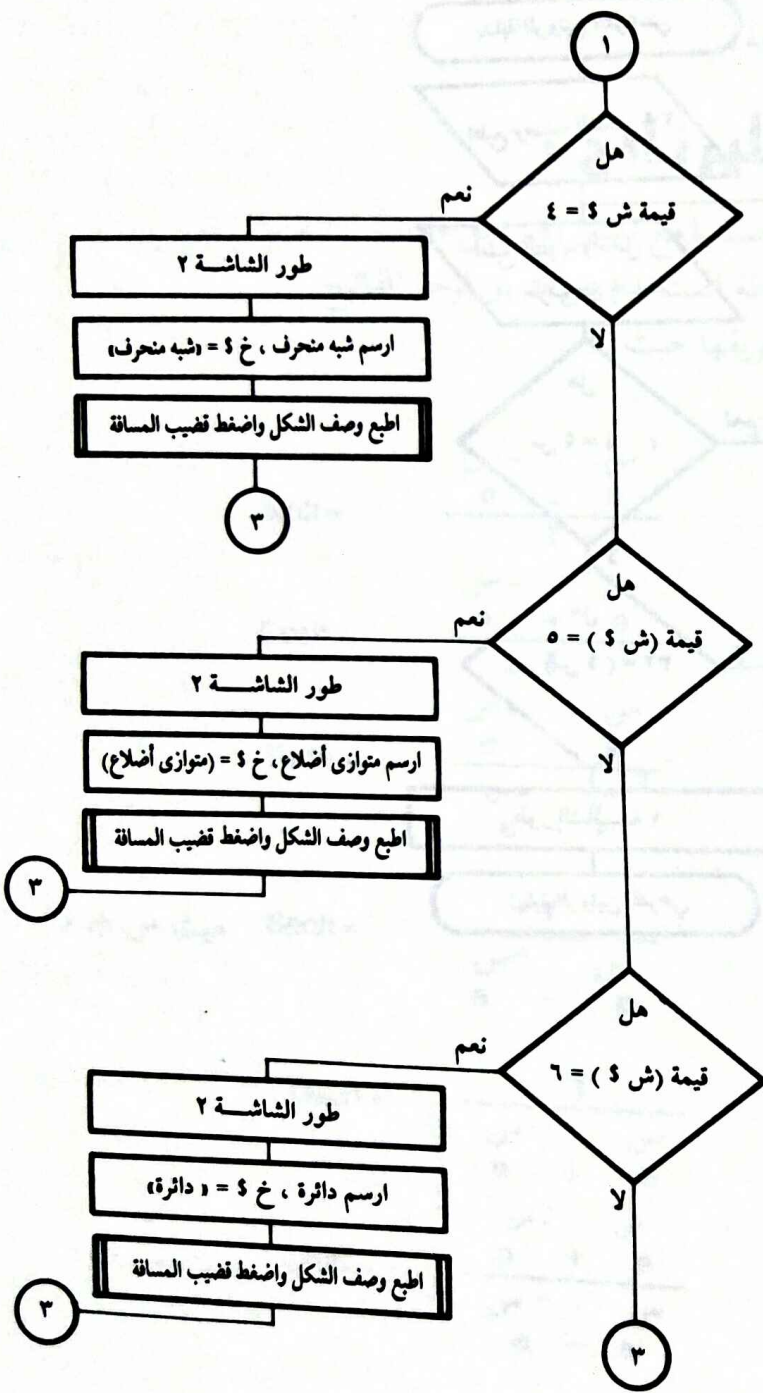 ١
هل
قيمة ش $ = ٤
نعم
لا
طور الشاشـــة ٢
ارسم شبه منحرف ، خ $ = «شبه منحرف»
اطبع وصف الشكل واضغط قضيب المسافة
٣
هل
قيمة (ش $ ) = ٥
نعم
لا
طور الشاشـــة ٢
ارسم متوازى أضلاع، خ $ = (متوازى أضلاع)
اطبع وصف الشكل واضغط قضيب المسافة
٣
هل
قيمة (ش $ ) = ٦
نعم
لا
طور الشاشـــة ٢
ارسم دائرة ، خ $ = « دائرة»
اطبع وصف الشكل واضغط قضيب المسافة
٣
٣